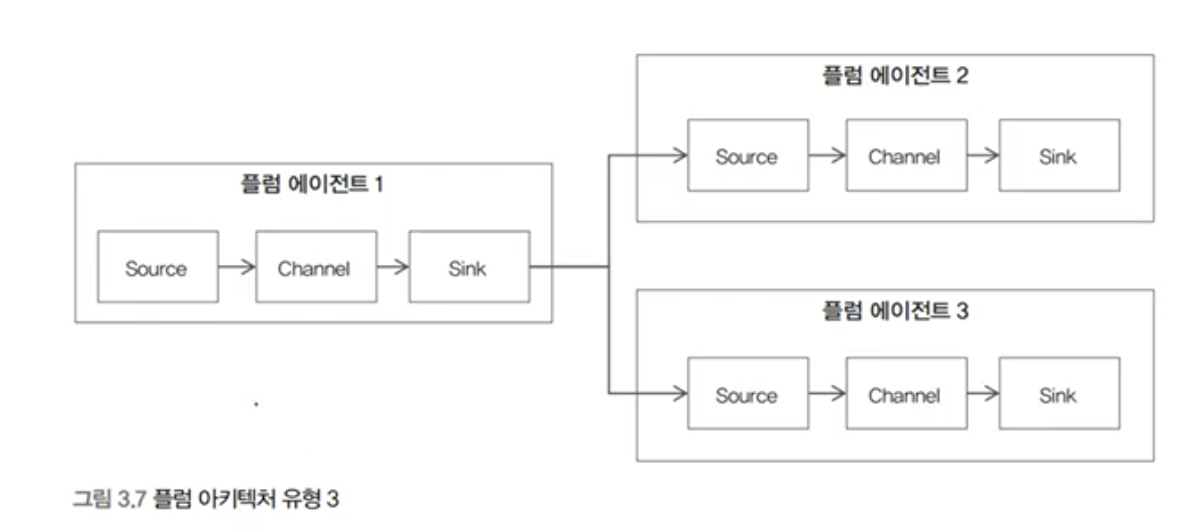 플럼 에이전트 1
Source
Channel
Sink
플럼 에이전트 2
Source
Channel
Sink
플럼 에이전트 3
Source
Channel
Sink
그림 3.7 플럼 아키텍처 유형 3